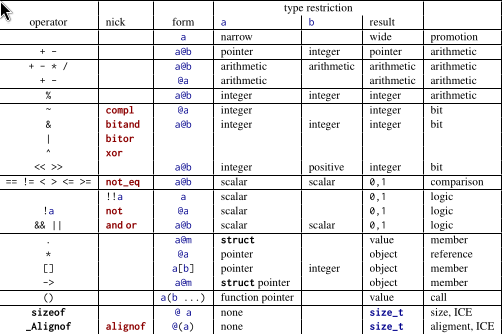 type restriction
operator nick form a b result
a narrow wide promotion
+ - a@b pointer integer pointer arithmetic
+ - * / a@b arithmetic arithmetic arithmetic arithmetic
+ - @a arithmetic arithmetic arithmetic
% a@b integer integer integer arithmetic
~ compl @a integer integer bit
& bitand a@b integer integer integer bit
| bitor
^ xor
<< >> a@b integer positive integer bit
== != < > <= >= not_eq a@b scalar scalar 0,1 comparison
!!a a scalar 0,1 logic
!a not @a scalar 0,1 logic
&& || and or a@b scalar scalar 0,1 logic
. a@m struct value member
* @a pointer object reference
[] a[b] pointer integer object member
-> a@m struct pointer object member
() a(b ...) function pointer value call
sizeof @ a none size_t size, ICE
_Alignof alignof @(a) none size_t aligment, ICE